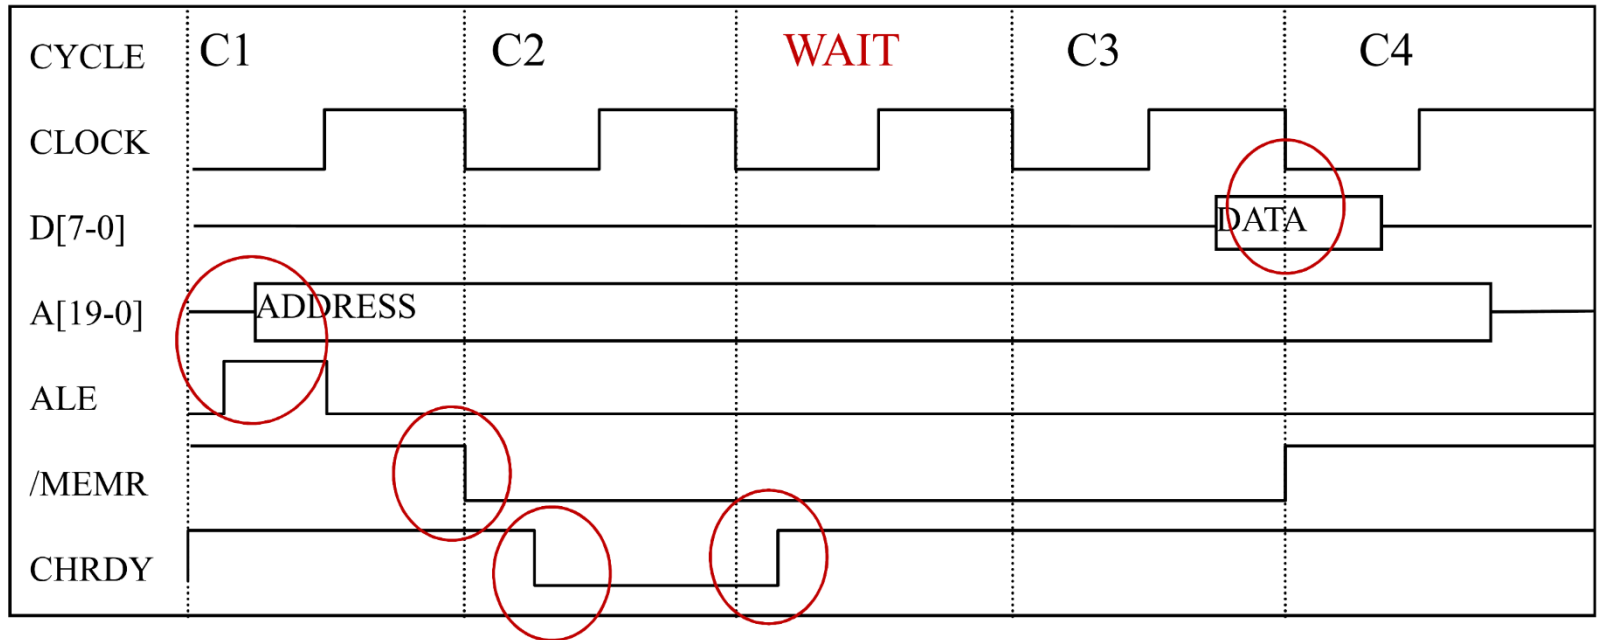 CYCLE C1 C2 WAIT C3 C4
CLOCK
D[7-0] DATA
A[19-0] ADDRESS
ALE
/MEMR
CHRDY